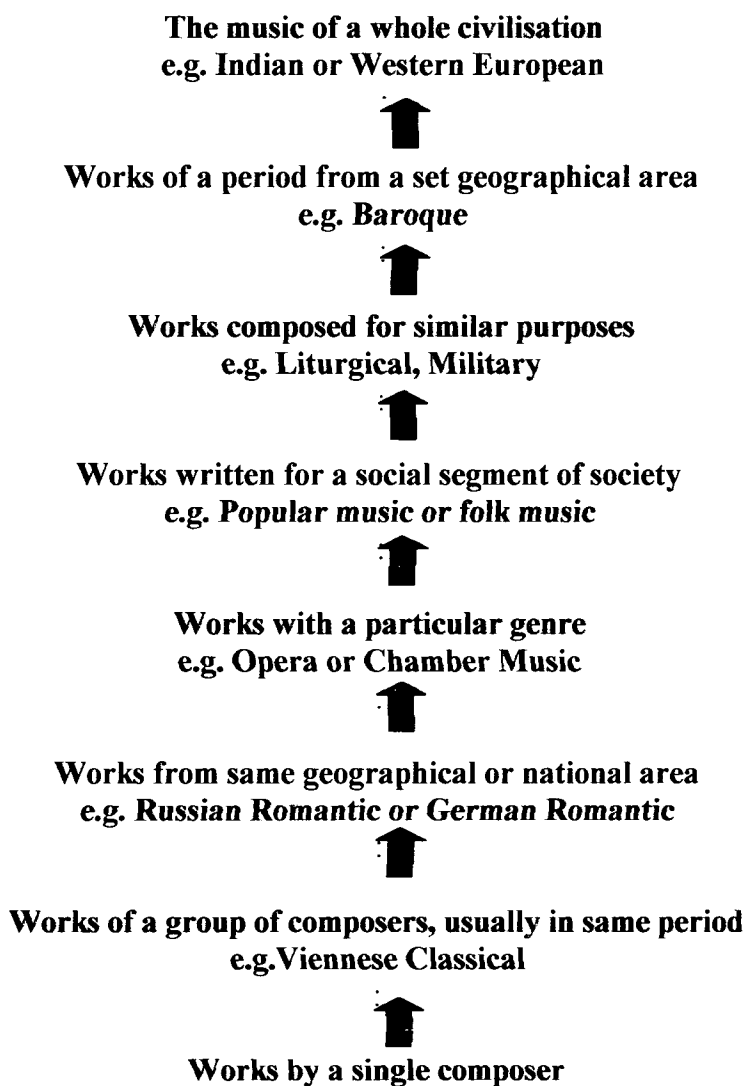 The music of a whole civilisation
e.g. Indian or Western European
Works of a period from a set geographical area
e.g. Baroque
Works composed for similar purposes
e.g. Liturgical, Military
Works written for a social segment of society
e.g. Popular music or folk music
Works with a particular genre
e.g. Opera or Chamber Music
Works from same geographical or national area
e.g. Russian Romantic or German Romantic
Works of a group of composers, usually in same period
e.g.Viennese Classical
Works by a single composer